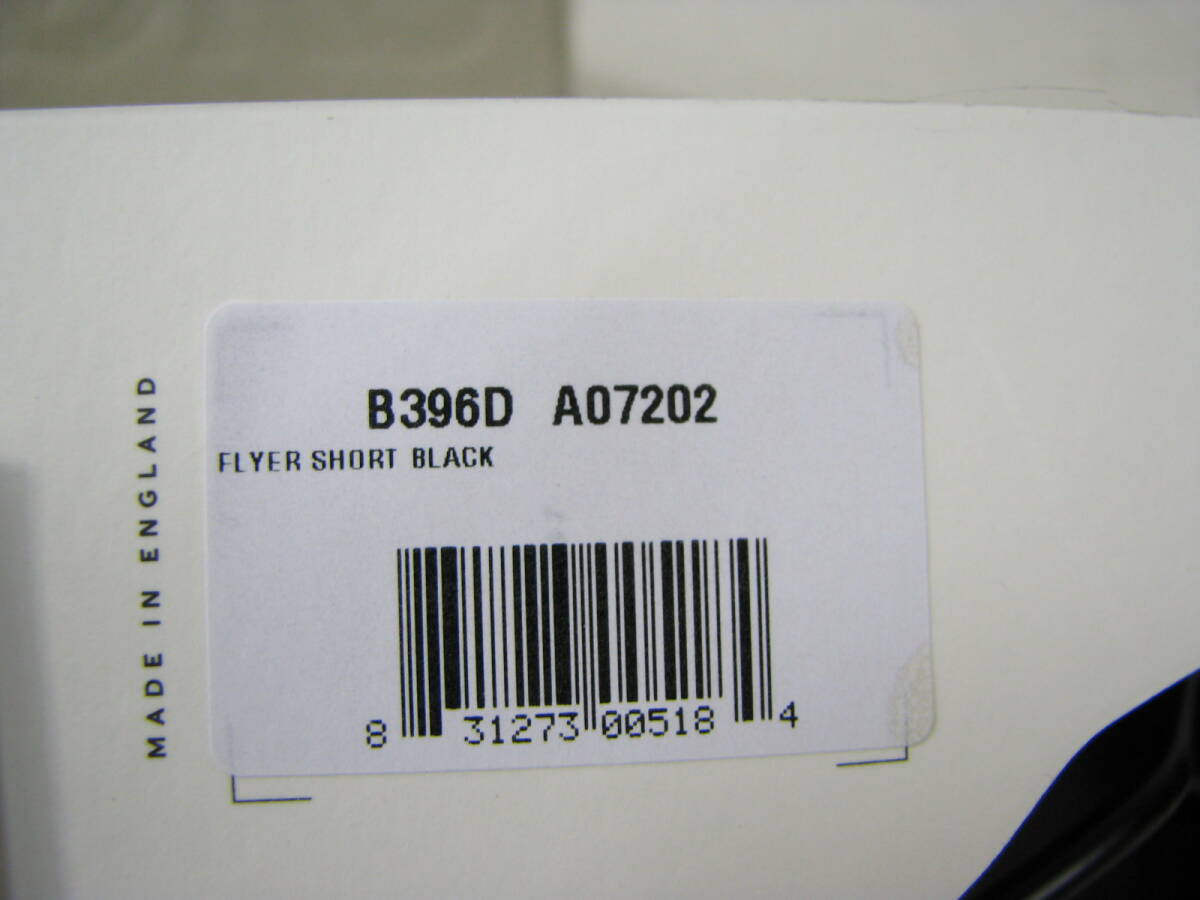 MADE IN ENGLAND
B396D A07202
FLYER SHORT BLACK
8 31273 00518 4